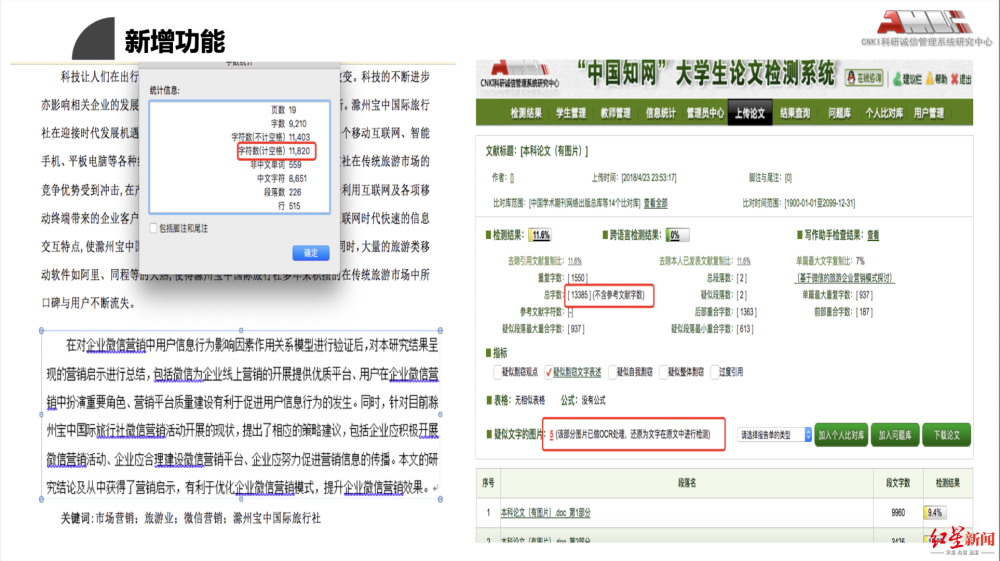 新增功能
AMLC
CNKI科研诚信管理系统研究中心
科技让人们在出行
变。科技的不断进步
亦影响相关企业的发展
新。滁州宝中国际旅行
社在迎接时代发展机遇
个移动互联网、智能
手机、平板电脑等各种
社在传统旅游市场的
竞争优势受到冲击,在
利用互联网及各项移
动终端带来的企业客户
联网时代快速的信息
交互特点,使滁州宝中国
同时,大量的旅游类移
动软件如阿里、同程等
在传统旅游市场中所
口碑与用户不断流失。
统计信息:
页数 19
字数 9,210
字符数(不计空格) 11,403
字符数(计空格) 11,820
非中文单词 559
中文字符 8,651
段落数 226
行 515
包括脚注和尾注
确定
在对企业微信营销中用户信息行为影响因素作用关系模型进行验证后,对本研究结果呈
现的营销启示进行总结,包括微信为企业线上营销的开展提供优质平台、用户在企业微信营
销中扮演重要角色、营销平台质量建设有利于促进用户信息行为的发生。同时,针对目前滁
州宝中国际旅行社微信营销活动开展的现状,提出了相应的策略建议,包括企业应积极开展
微信营销活动、企业应合理建设微信营销平台、企业应努力促进营销信息的传播。本文的研
究结论及从中获得了营销启示,有利于优化企业微信营销模式,提升企业微信营销效果。
关键词:市场营销;旅游业;微信营销;滁州宝中国际旅行社
CNKI科研诚信管理系统研究中心
“中国知网”大学生论文检测系统
在线咨询 建议栏 帮助 退出
检测结果 学生管理 教师管理 信息统计 管理员中心 上传论文 结果查询 问题库 个人比对库 用户管理
文献标题:[本科论文(有图片)]
作者:[] 上传时间:[2018/4/23 23:53:17] 脚注与尾注:[0]
比对库范围:[中国学术期刊网络出版总库等14个比对库] 查看全部 比对时间范围:[1900-01-01至2099-12-31]
检测结果:11.6% 跨语言检测结果:0% 写作助手检查结果:查看
去除引用文献复制比:11.6% 去除本人已发表文献复制比:11.6% 单篇最大文字复制比:7%
重复字数:[1550] 总段落数:[2] (基于微信的旅游企业营销模式探讨)
总字数:[13385](不含参考文献字数) 疑似段落数:[2] 单篇最大重复字数:[937]
参考文献字符数:[-] 后部重合字数:[1363] 前部重合字数:[187]
疑似段落最大重合字数:[937] 疑似段落最小重合字数:[613]
指标
疑似剽窃观点 疑似剽窃文字表述 疑似自我剽窃 疑似整体剽窃 过度引用
表格:无相似表格 公式:没有公式
疑似文字的图片:5 (该部分图片已做OCR处理,还原为文字在原文中进行检测)
请选择报告单的类型 加入个人比对库 加入问题库 下载论文
序号 段落名 段文字数 检测结果
1 本科论文(有图片).doc_第1部分 9960 9.4%
2 本科论文(有图片).doc_第2部分 3425
红星新闻
深度 态度 温度